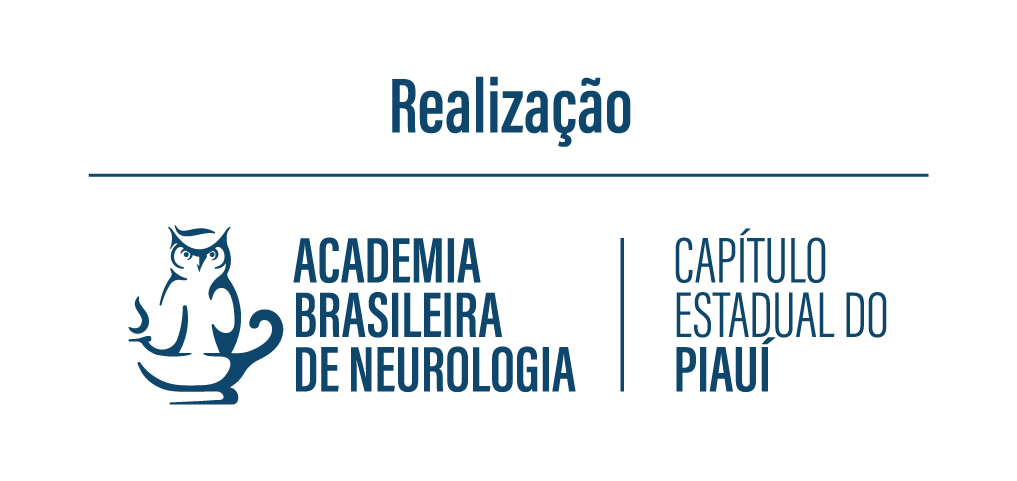 Realização
ACADEMIA
BRASILEIRA
DE NEUROLOGIA
CAPÍTULO
ESTADUAL DO
PIAUÍ